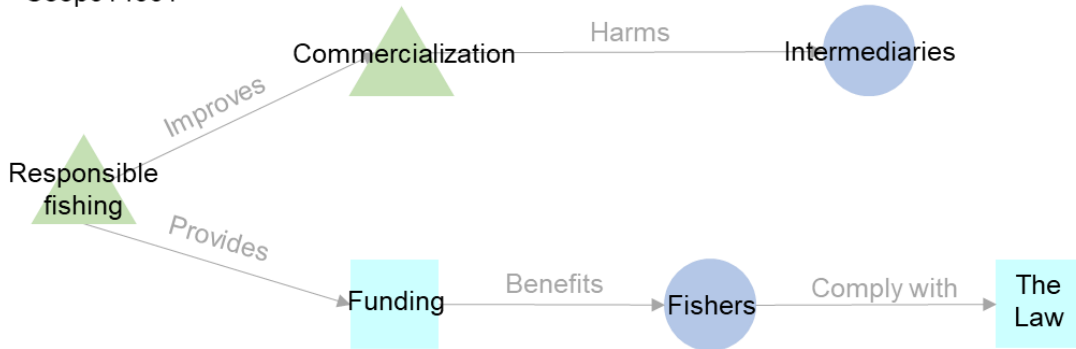 Commercialization
Harms
Intermediaries
Improves
Responsible
fishing
Provides
Funding
Benefits
Fishers
Comply with
The
Law